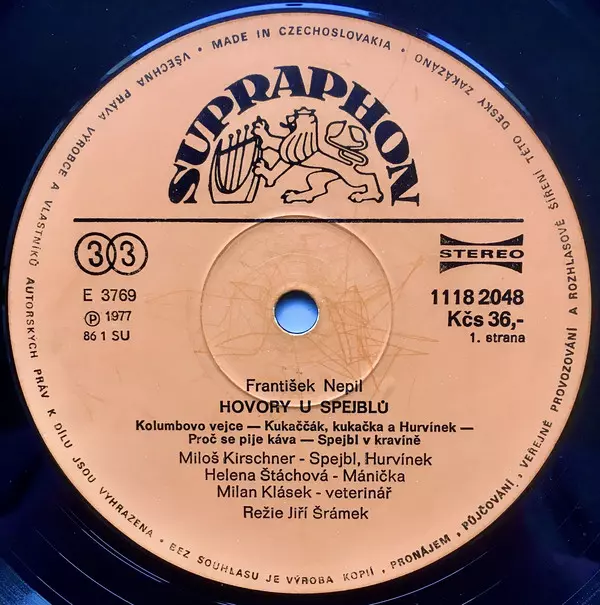 VŠECHNA PRÁVA VÝROBCE A VLASTNÍKŮ AUTORSKÝCH PRÁV K DÍLU JSOU VYHRAZENA • BEZ SOUHLASU JE VÝROBA KOPIÍ, PRONÁJEM, PŮJČOVÁNÍ, VEŘEJNÉ PROVOZOVÁNÍ A ROZHLASOVÉ ŠÍŘENÍ TÉTO DESKY ZAKÁZÁNO • MADE IN CZECHOSLOVAKIA •
SUPRAPHON
33
STEREO
E 3769
℗ 1977
86 1 SU
1118 2048
Kčs 36,-
1. strana
František Nepil
HOVORY U SPEJBLŮ
Kolumbovo vejce — Kukaččák, kukačka a Hurvínek —
Proč se pije káva — Spejbl v kravíně
Miloš Kirschner - Spejbl, Hurvínek
Helena Štáchová - Mánička
Milan Klásek - veterinář
Režie Jiří Šrámek